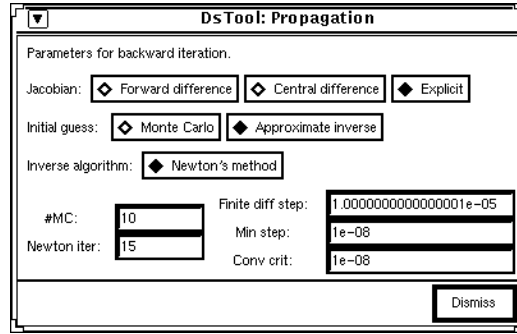 DsTool: Propagation
Parameters for backward iteration.
Jacobian: Forward difference Central difference Explicit
Initial guess: Monte Carlo Approximate inverse
Inverse algorithm: Newton's method
#MC: 10
Newton iter: 15
Finite diff step: 1.0000000000000001e-05
Min step: 1e-08
Conv crit: 1e-08
Dismiss